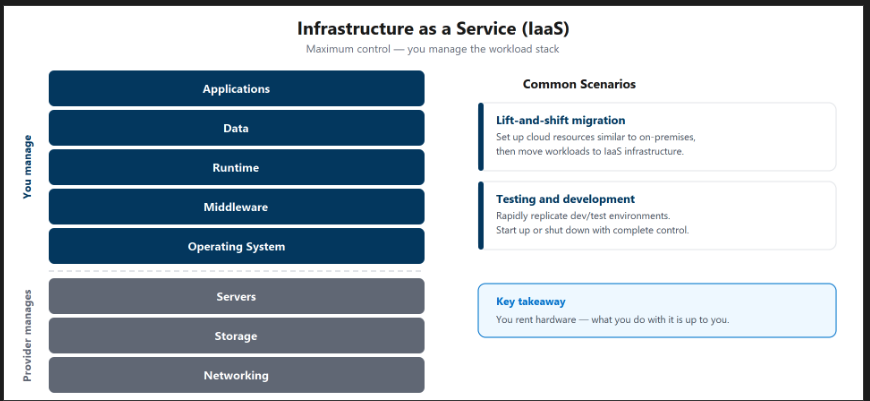 Infrastructure as a Service (IaaS)
Maximum control — you manage the workload stack
You manage
Applications
Data
Runtime
Middleware
Operating System
Provider manages
Servers
Storage
Networking
Common Scenarios
Lift-and-shift migration
Set up cloud resources similar to on-premises,
then move workloads to IaaS infrastructure.
Testing and development
Rapidly replicate dev/test environments.
Start up or shut down with complete control.
Key takeaway
You rent hardware — what you do with it is up to you.